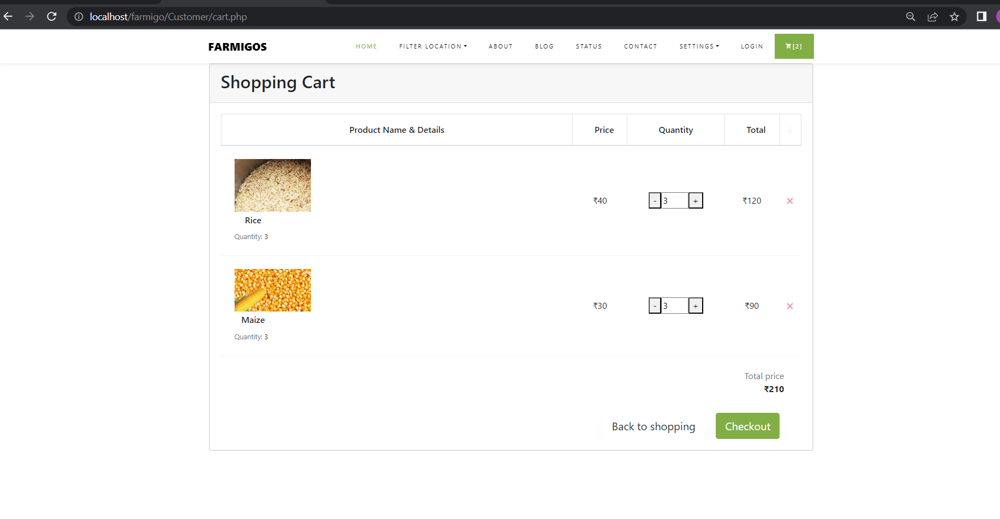 localhost/farmigo/Customer/cart.php
FARMIGOS HOME FILTER LOCATION ABOUT BLOG STATUS CONTACT SETTINGS LOGIN [2]
Shopping Cart
Product Name & Details Price Quantity Total
₹40 - 3 + ₹120 ×
Rice
Quantity: 3
₹30 - 3 + ₹90 ×
Maize
Quantity: 3
Total price
₹210
Back to shopping Checkout